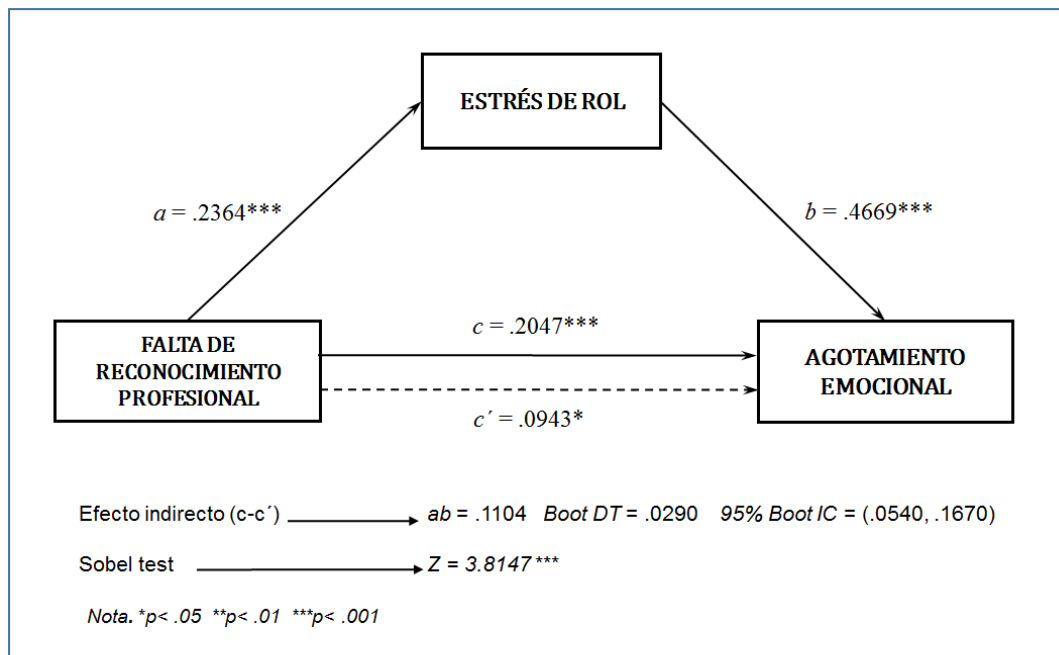 ESTRÉS DE ROL
a = .2364***
b = .4669***
c = .2047***
FALTA DE
RECONOCIMIENTO
PROFESIONAL
AGOTAMIENTO
EMOCIONAL
c´ = .0943*
Efecto indirecto (c-c´) ab = .1104 Boot DT = .0290 95% Boot IC = (.0540, .1670)
Sobel test Z = 3.8147***
Nota. *p< .05 **p< .01 ***p< .001